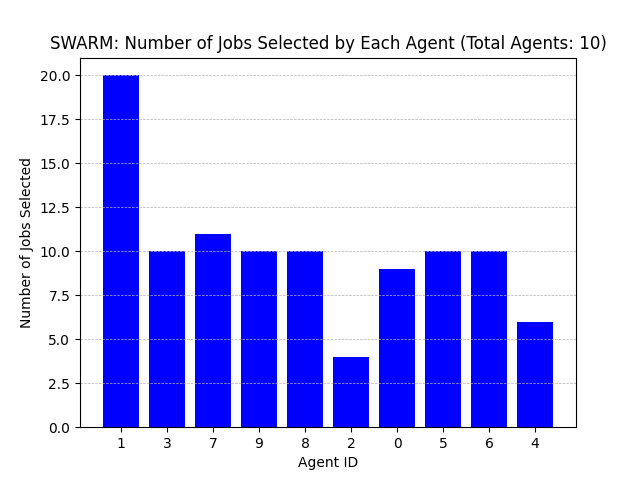 SWARM: Number of Jobs Selected by Each Agent (Total Agents: 10)
20.0
17.5
15.0
12.5
10.0
7.5
5.0
2.5
0.0
Number of Jobs Selected
1 3 7 9 8 2 0 5 6 4
Agent ID